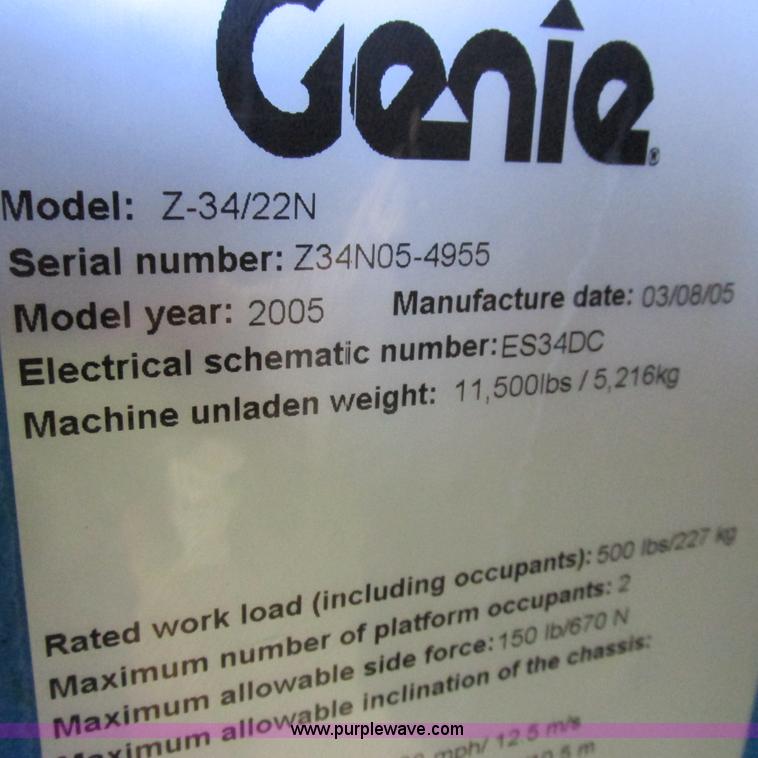 Genie®
Model: Z-34/22N
Serial number: Z34N05-4955
Model year: 2005 Manufacture date: 03/08/05
Electrical schematic number: ES34DC
Machine unladen weight: 11,500lbs / 5,216kg
Rated work load (including occupants): 500 lbs/227 kg
Maximum number of platform occupants: 2
Maximum allowable side force: 150 lb/670 N
Maximum allowable inclination of the chassis:
www.purplewave.com
mph/ 12.5 m/s